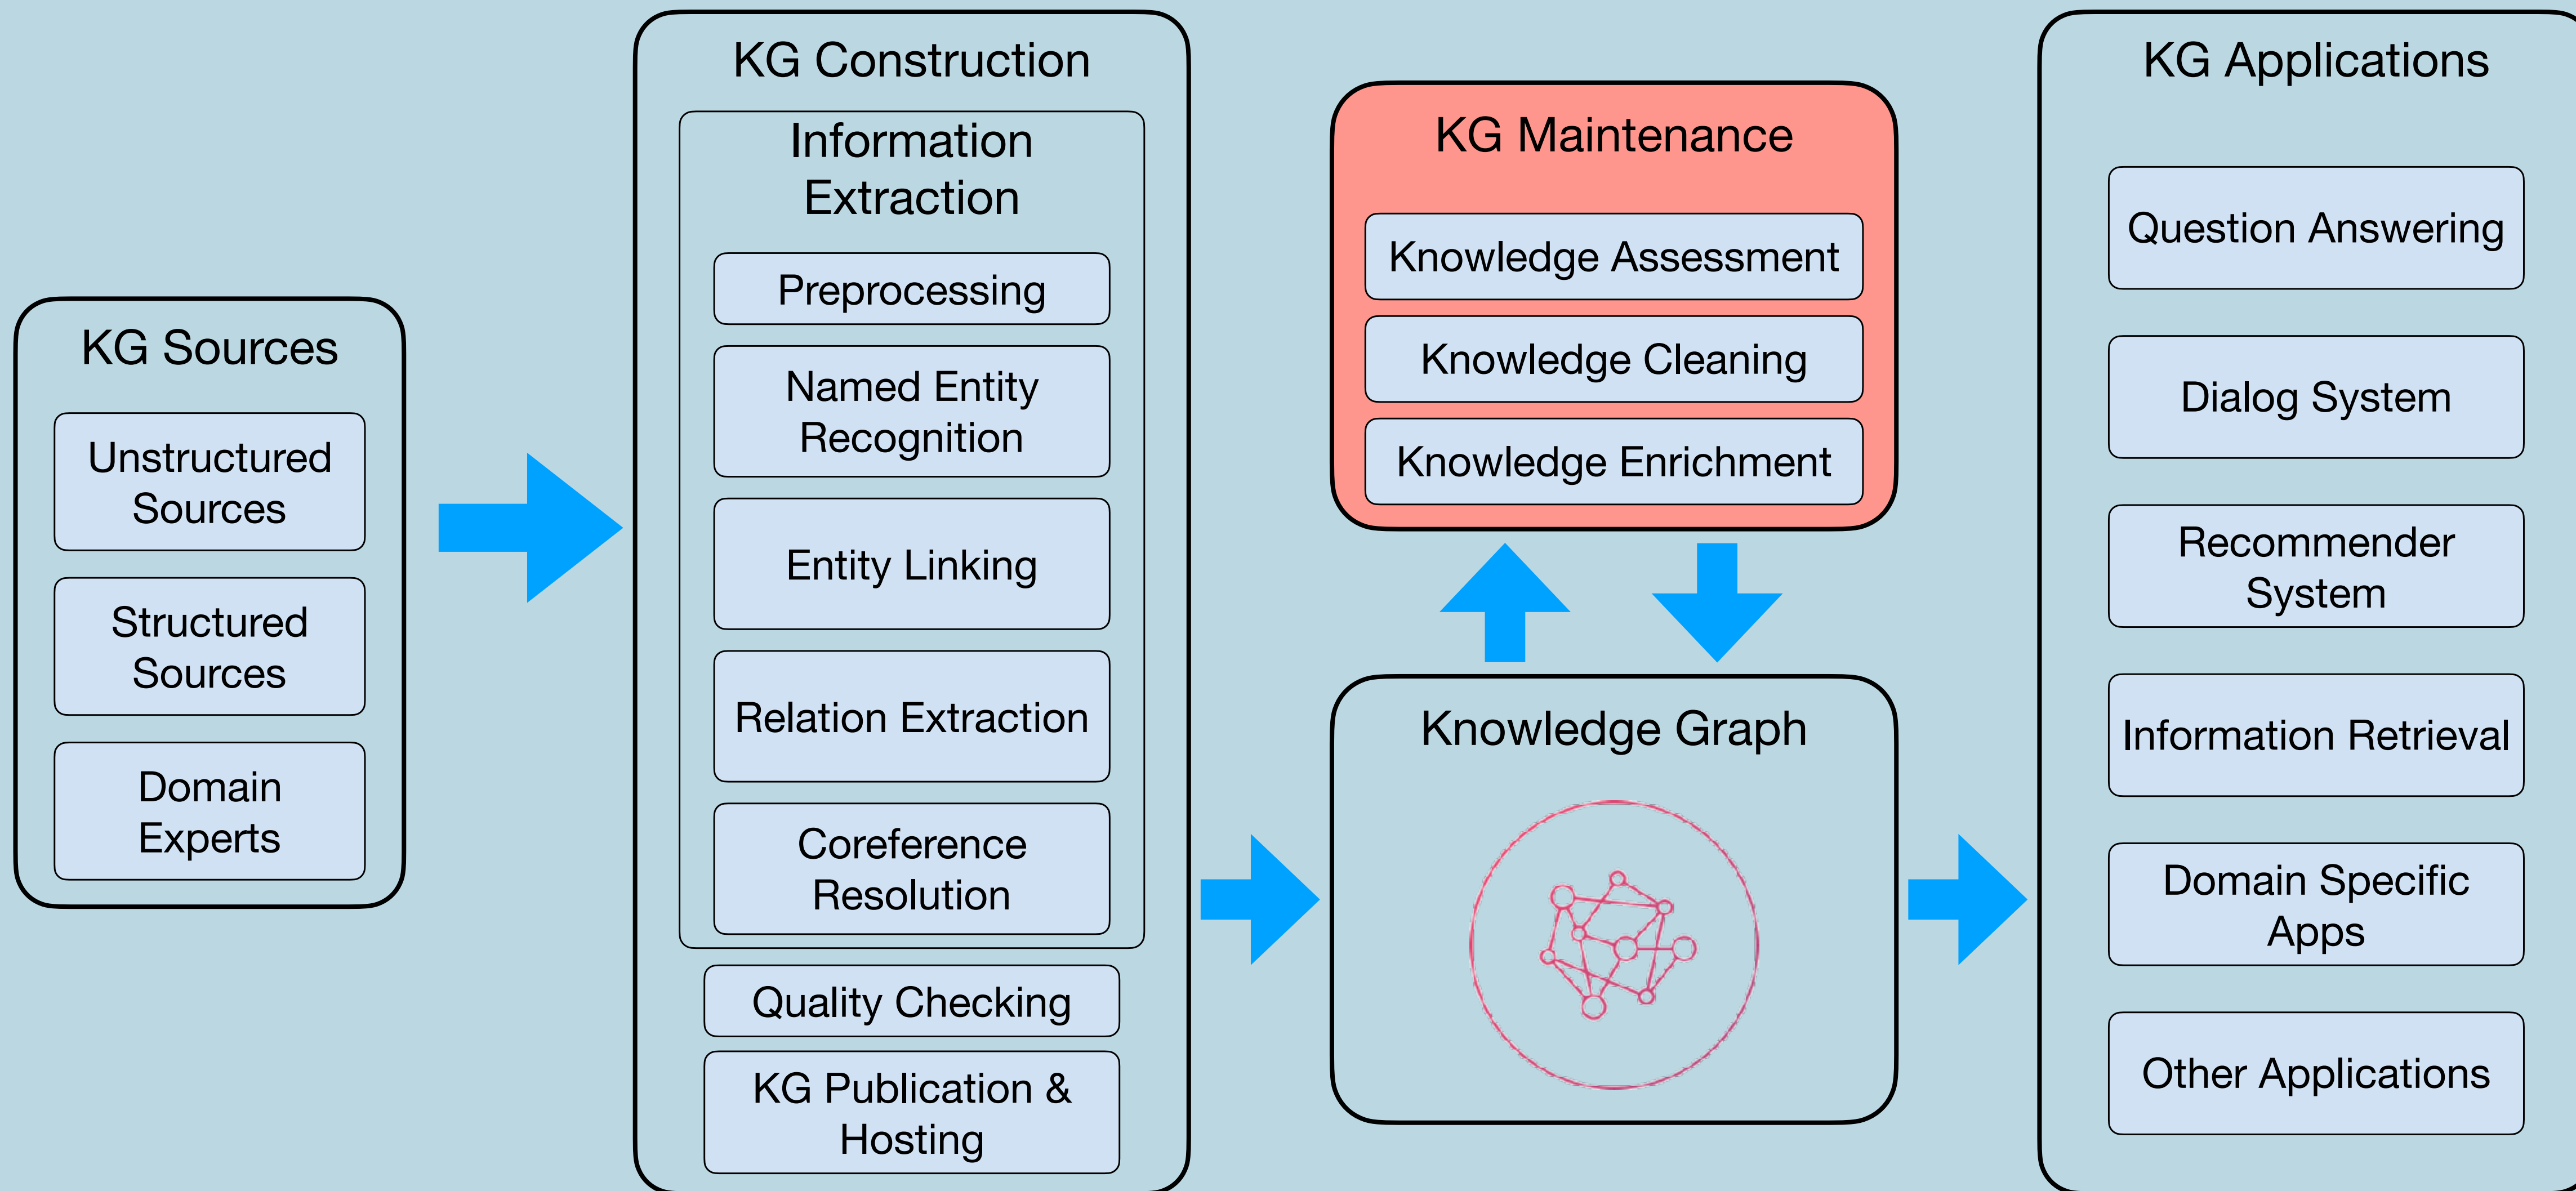 KG Sources
Unstructured
Sources
Structured
Sources
Domain
Experts
KG Construction
Information
Extraction
Preprocessing
Named Entity
Recognition
Entity Linking
Relation Extraction
Coreference
Resolution
Quality Checking
KG Publication &
Hosting
KG Maintenance
Knowledge Assessment
Knowledge Cleaning
Knowledge Enrichment
Knowledge Graph
KG Applications
Question Answering
Dialog System
Recommender
System
Information Retrieval
Domain Specific
Apps
Other Applications